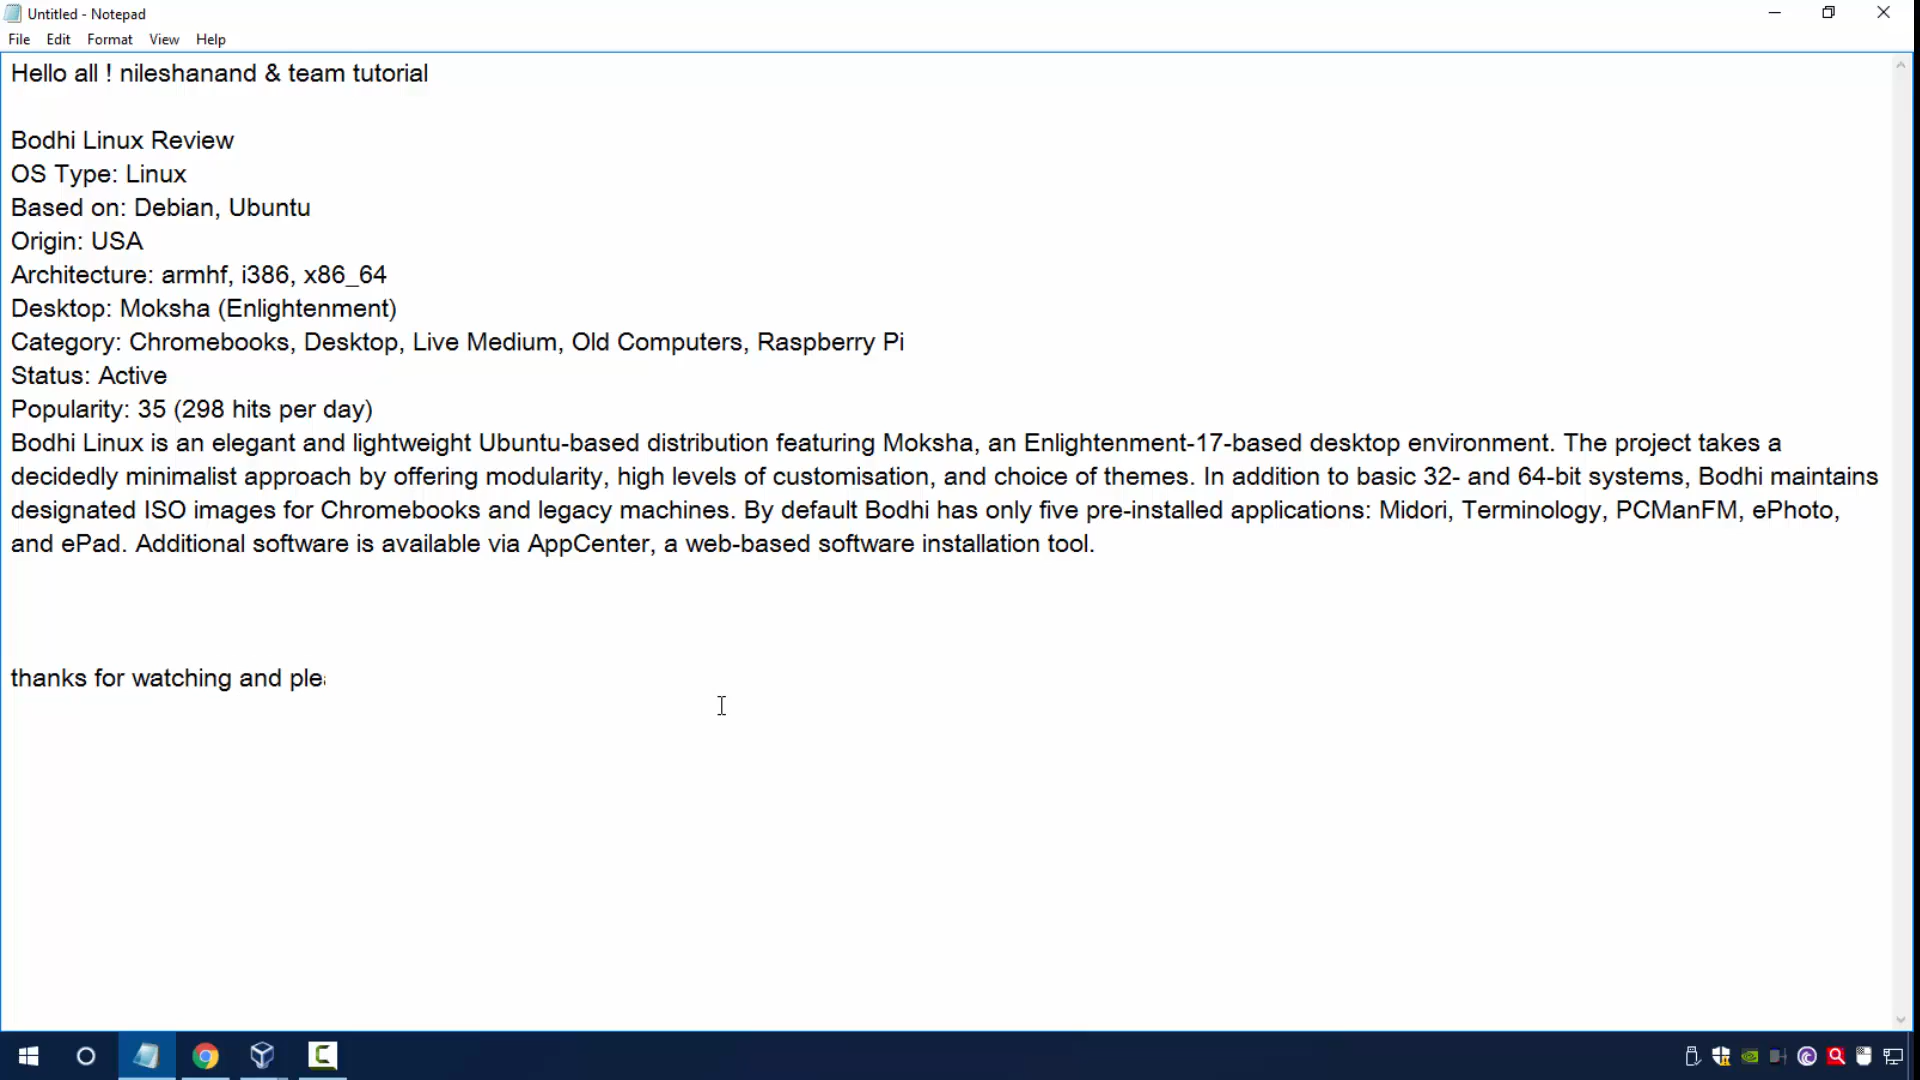 Untitled - Notepad
File Edit Format View Help
Hello all ! nileshanand & team tutorial
Bodhi Linux Review
OS Type: Linux
Based on: Debian, Ubuntu
Origin: USA
Architecture: armhf, i386, x86_64
Desktop: Moksha (Enlightenment)
Category: Chromebooks, Desktop, Live Medium, Old Computers, Raspberry Pi
Status: Active
Popularity: 35 (298 hits per day)
Bodhi Linux is an elegant and lightweight Ubuntu-based distribution featuring Moksha, an Enlightenment-17-based desktop environment. The project takes a
decidedly minimalist approach by offering modularity, high levels of customisation, and choice of themes. In addition to basic 32- and 64-bit systems, Bodhi maintains
designated ISO images for Chromebooks and legacy machines. By default Bodhi has only five pre-installed applications: Midori, Terminology, PCManFM, ePhoto,
and ePad. Additional software is available via AppCenter, a web-based software installation tool.
thanks for watching and plea